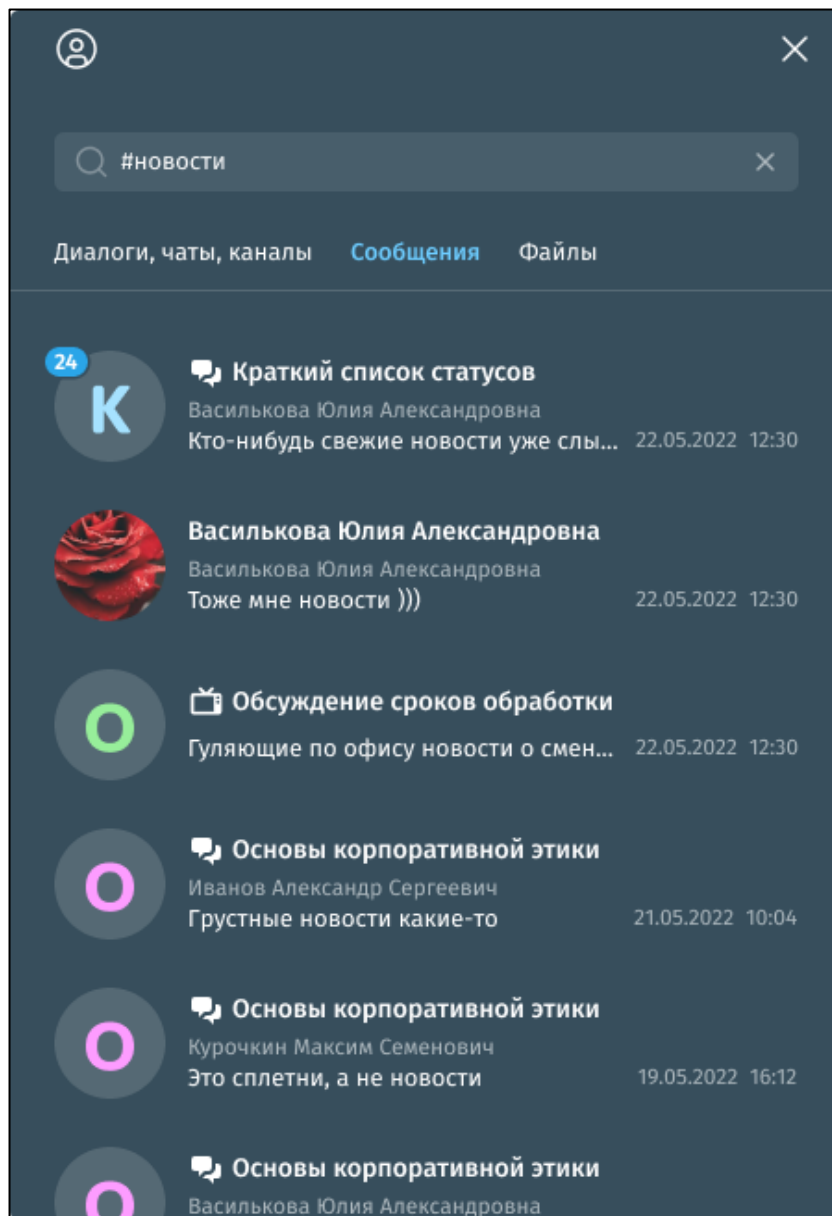 #новости
Диалоги, чаты, каналы Сообщения Файлы
24
К
Краткий список статусов
Василькова Юлия Александровна
Кто-нибудь свежие новости уже слы... 22.05.2022 12:30
Василькова Юлия Александровна
Василькова Юлия Александровна
Тоже мне новости ))) 22.05.2022 12:30
О
Обсуждение сроков обработки
Гуляющие по офису новости о смен... 22.05.2022 12:30
О
Основы корпоративной этики
Иванов Александр Сергеевич
Грустные новости какие-то 21.05.2022 10:04
О
Основы корпоративной этики
Курочкин Максим Семенович
Это сплетни, а не новости 19.05.2022 16:12
О
Основы корпоративной этики
Василькова Юлия Александровна